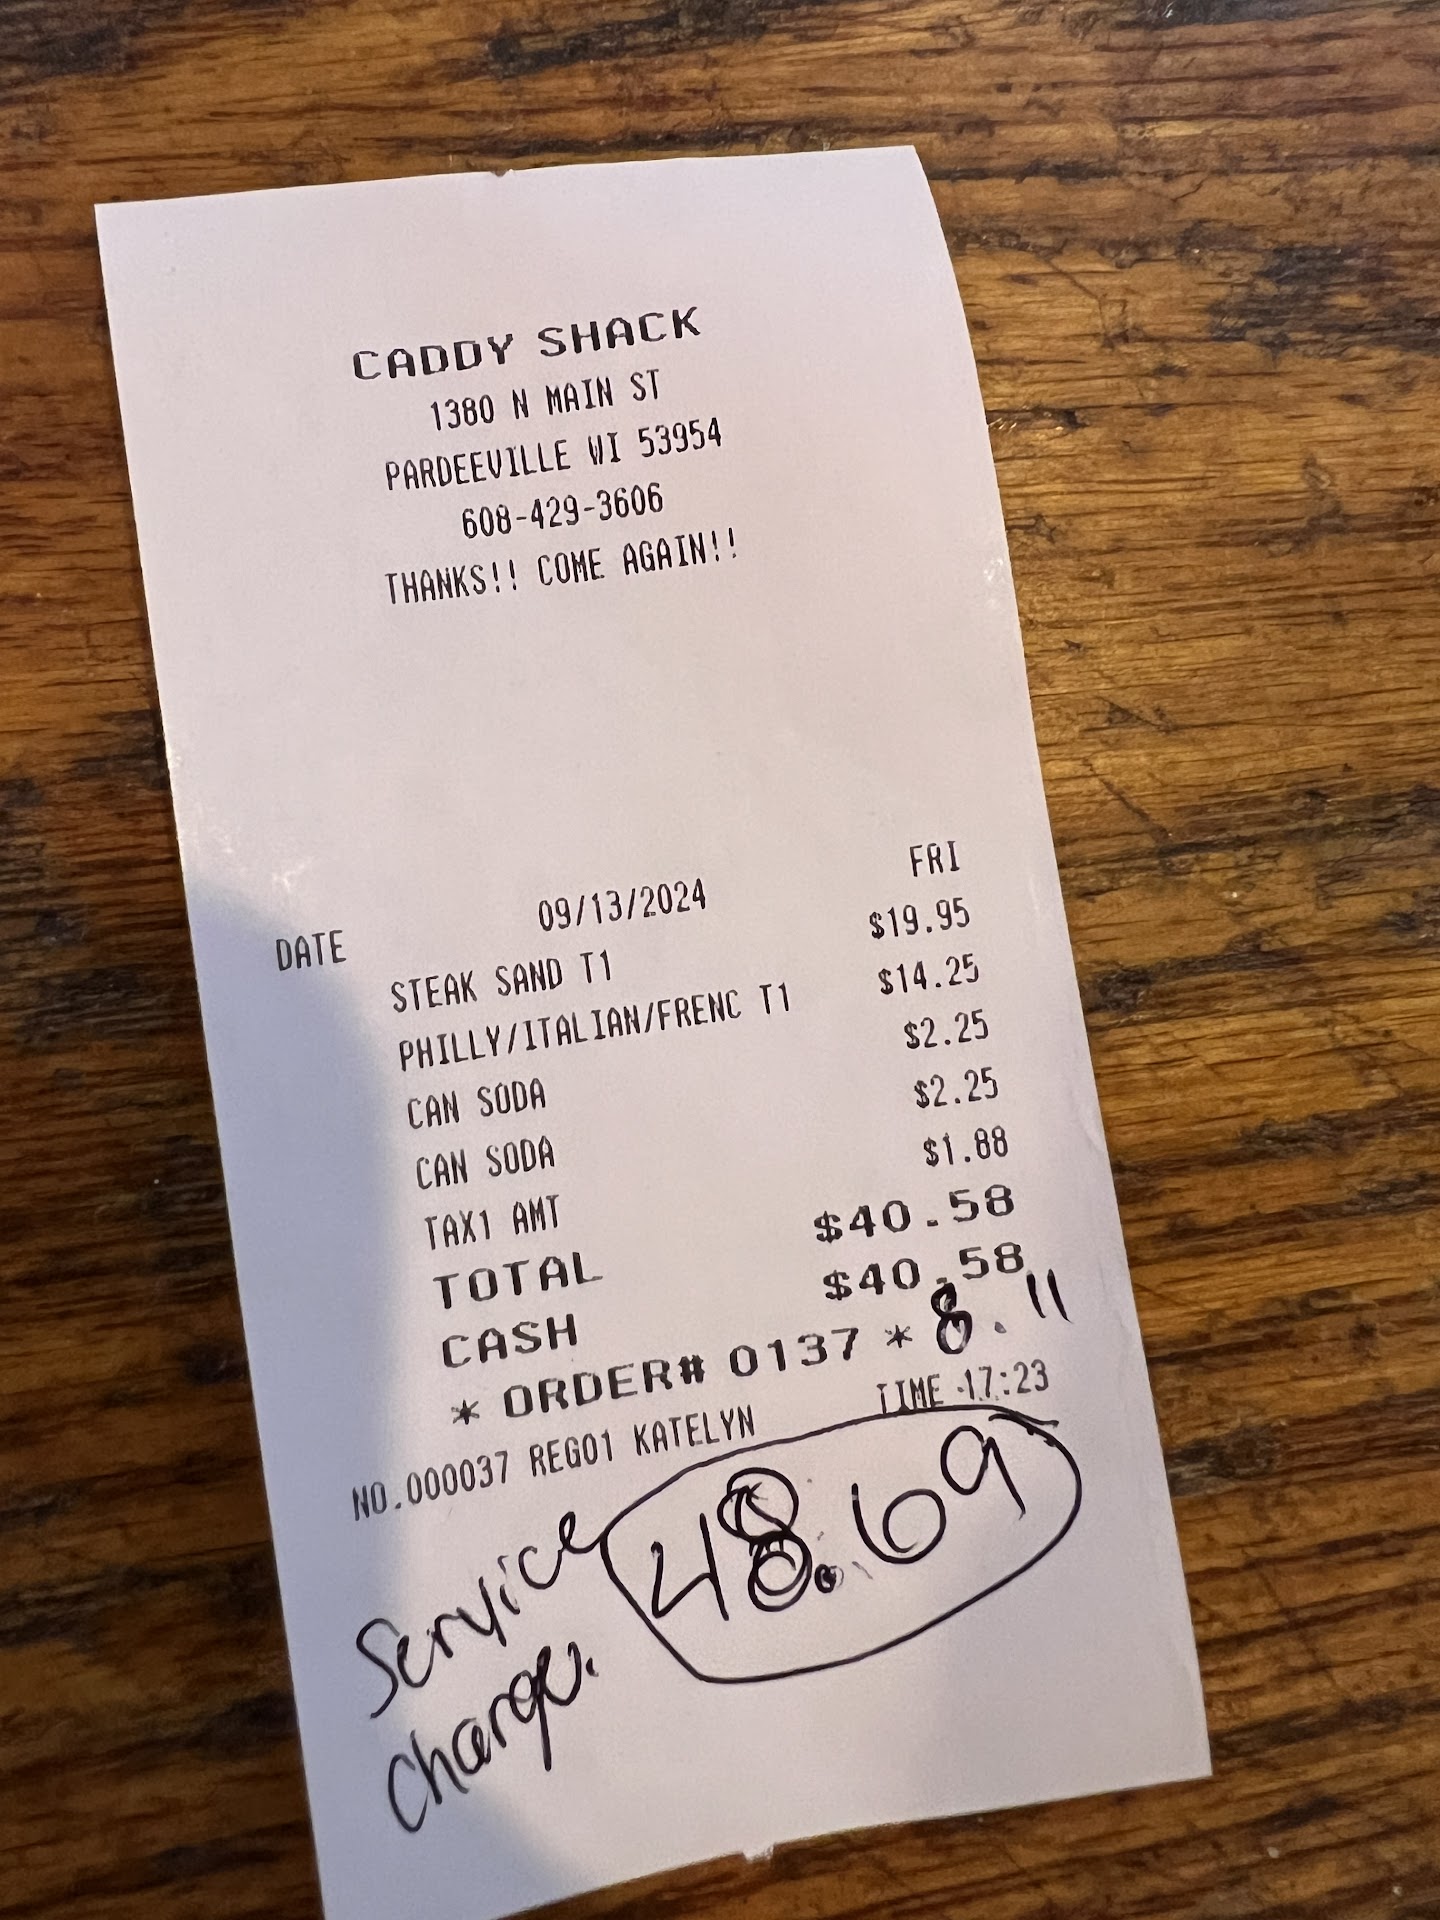 CADDY SHACK
1380 N MAIN ST
PARDEEVILLE WI 53954
608-429-3606
THANKS!! COME AGAIN!!
DATE 09/13/2024 FRI
STEAK SAND T1 $19.95
PHILLY/ITALIAN/FRENC T1 $14.25
CAN SODA $2.25
CAN SODA $2.25
TAX1 AMT $1.88
TOTAL $40.58
CASH $40.58
* ORDER# 0137 * 8.11
NO.000037 REG01 KATELYN TIME 17:23
Service 48.69
Charge.